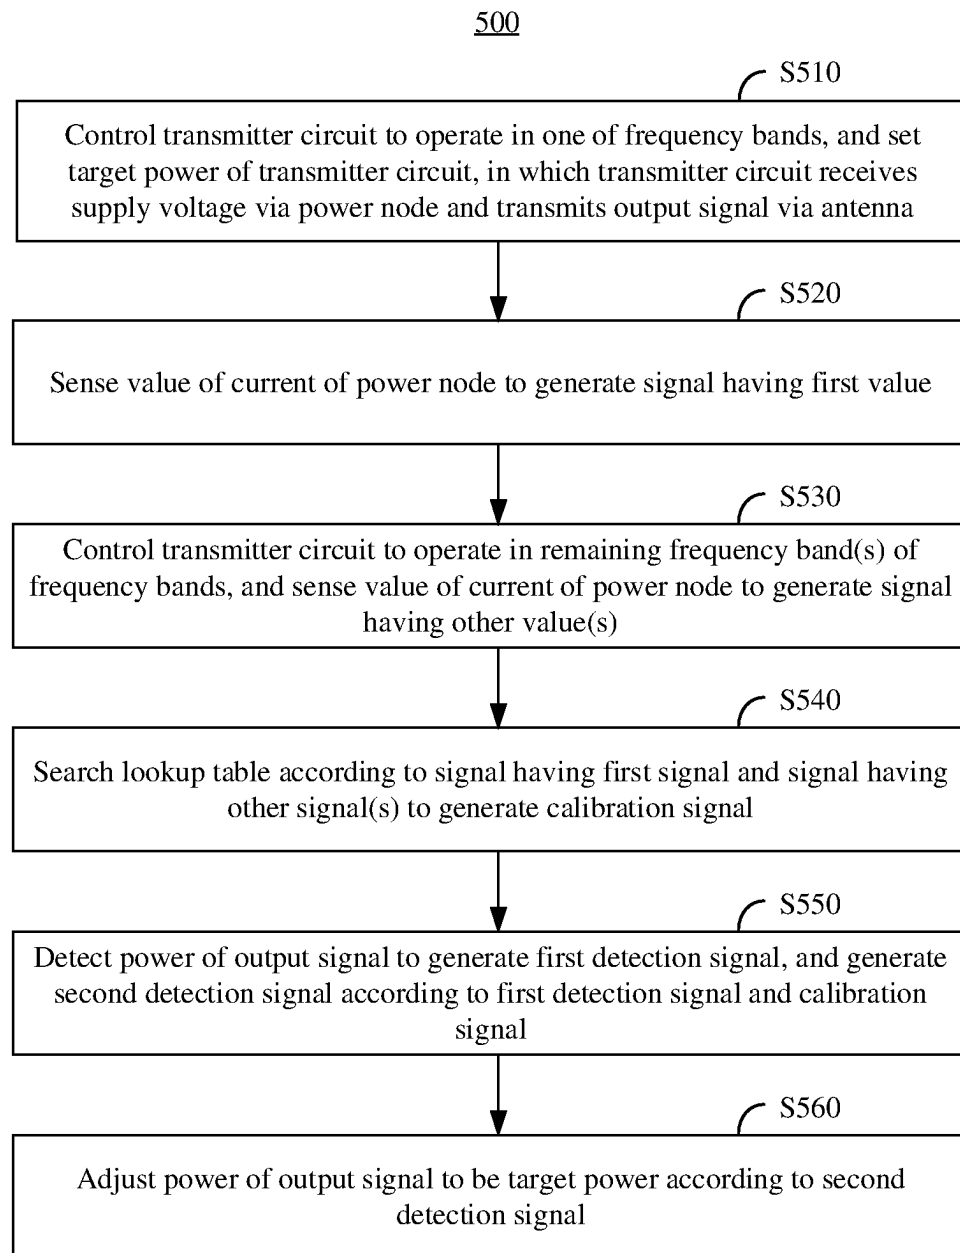 500
S510
Control transmitter circuit to operate in one of frequency bands, and set
target power of transmitter circuit, in which transmitter circuit receives
supply voltage via power node and transmits output signal via antenna
S520
Sense value of current of power node to generate signal having first value
S530
Control transmitter circuit to operate in remaining frequency band(s) of
frequency bands, and sense value of current of power node to generate signal
having other value(s)
S540
Search lookup table according to signal having first signal and signal having
other signal(s) to generate calibration signal
S550
Detect power of output signal to generate first detection signal, and generate
second detection signal according to first detection signal and calibration
signal
S560
Adjust power of output signal to be target power according to second
detection signal